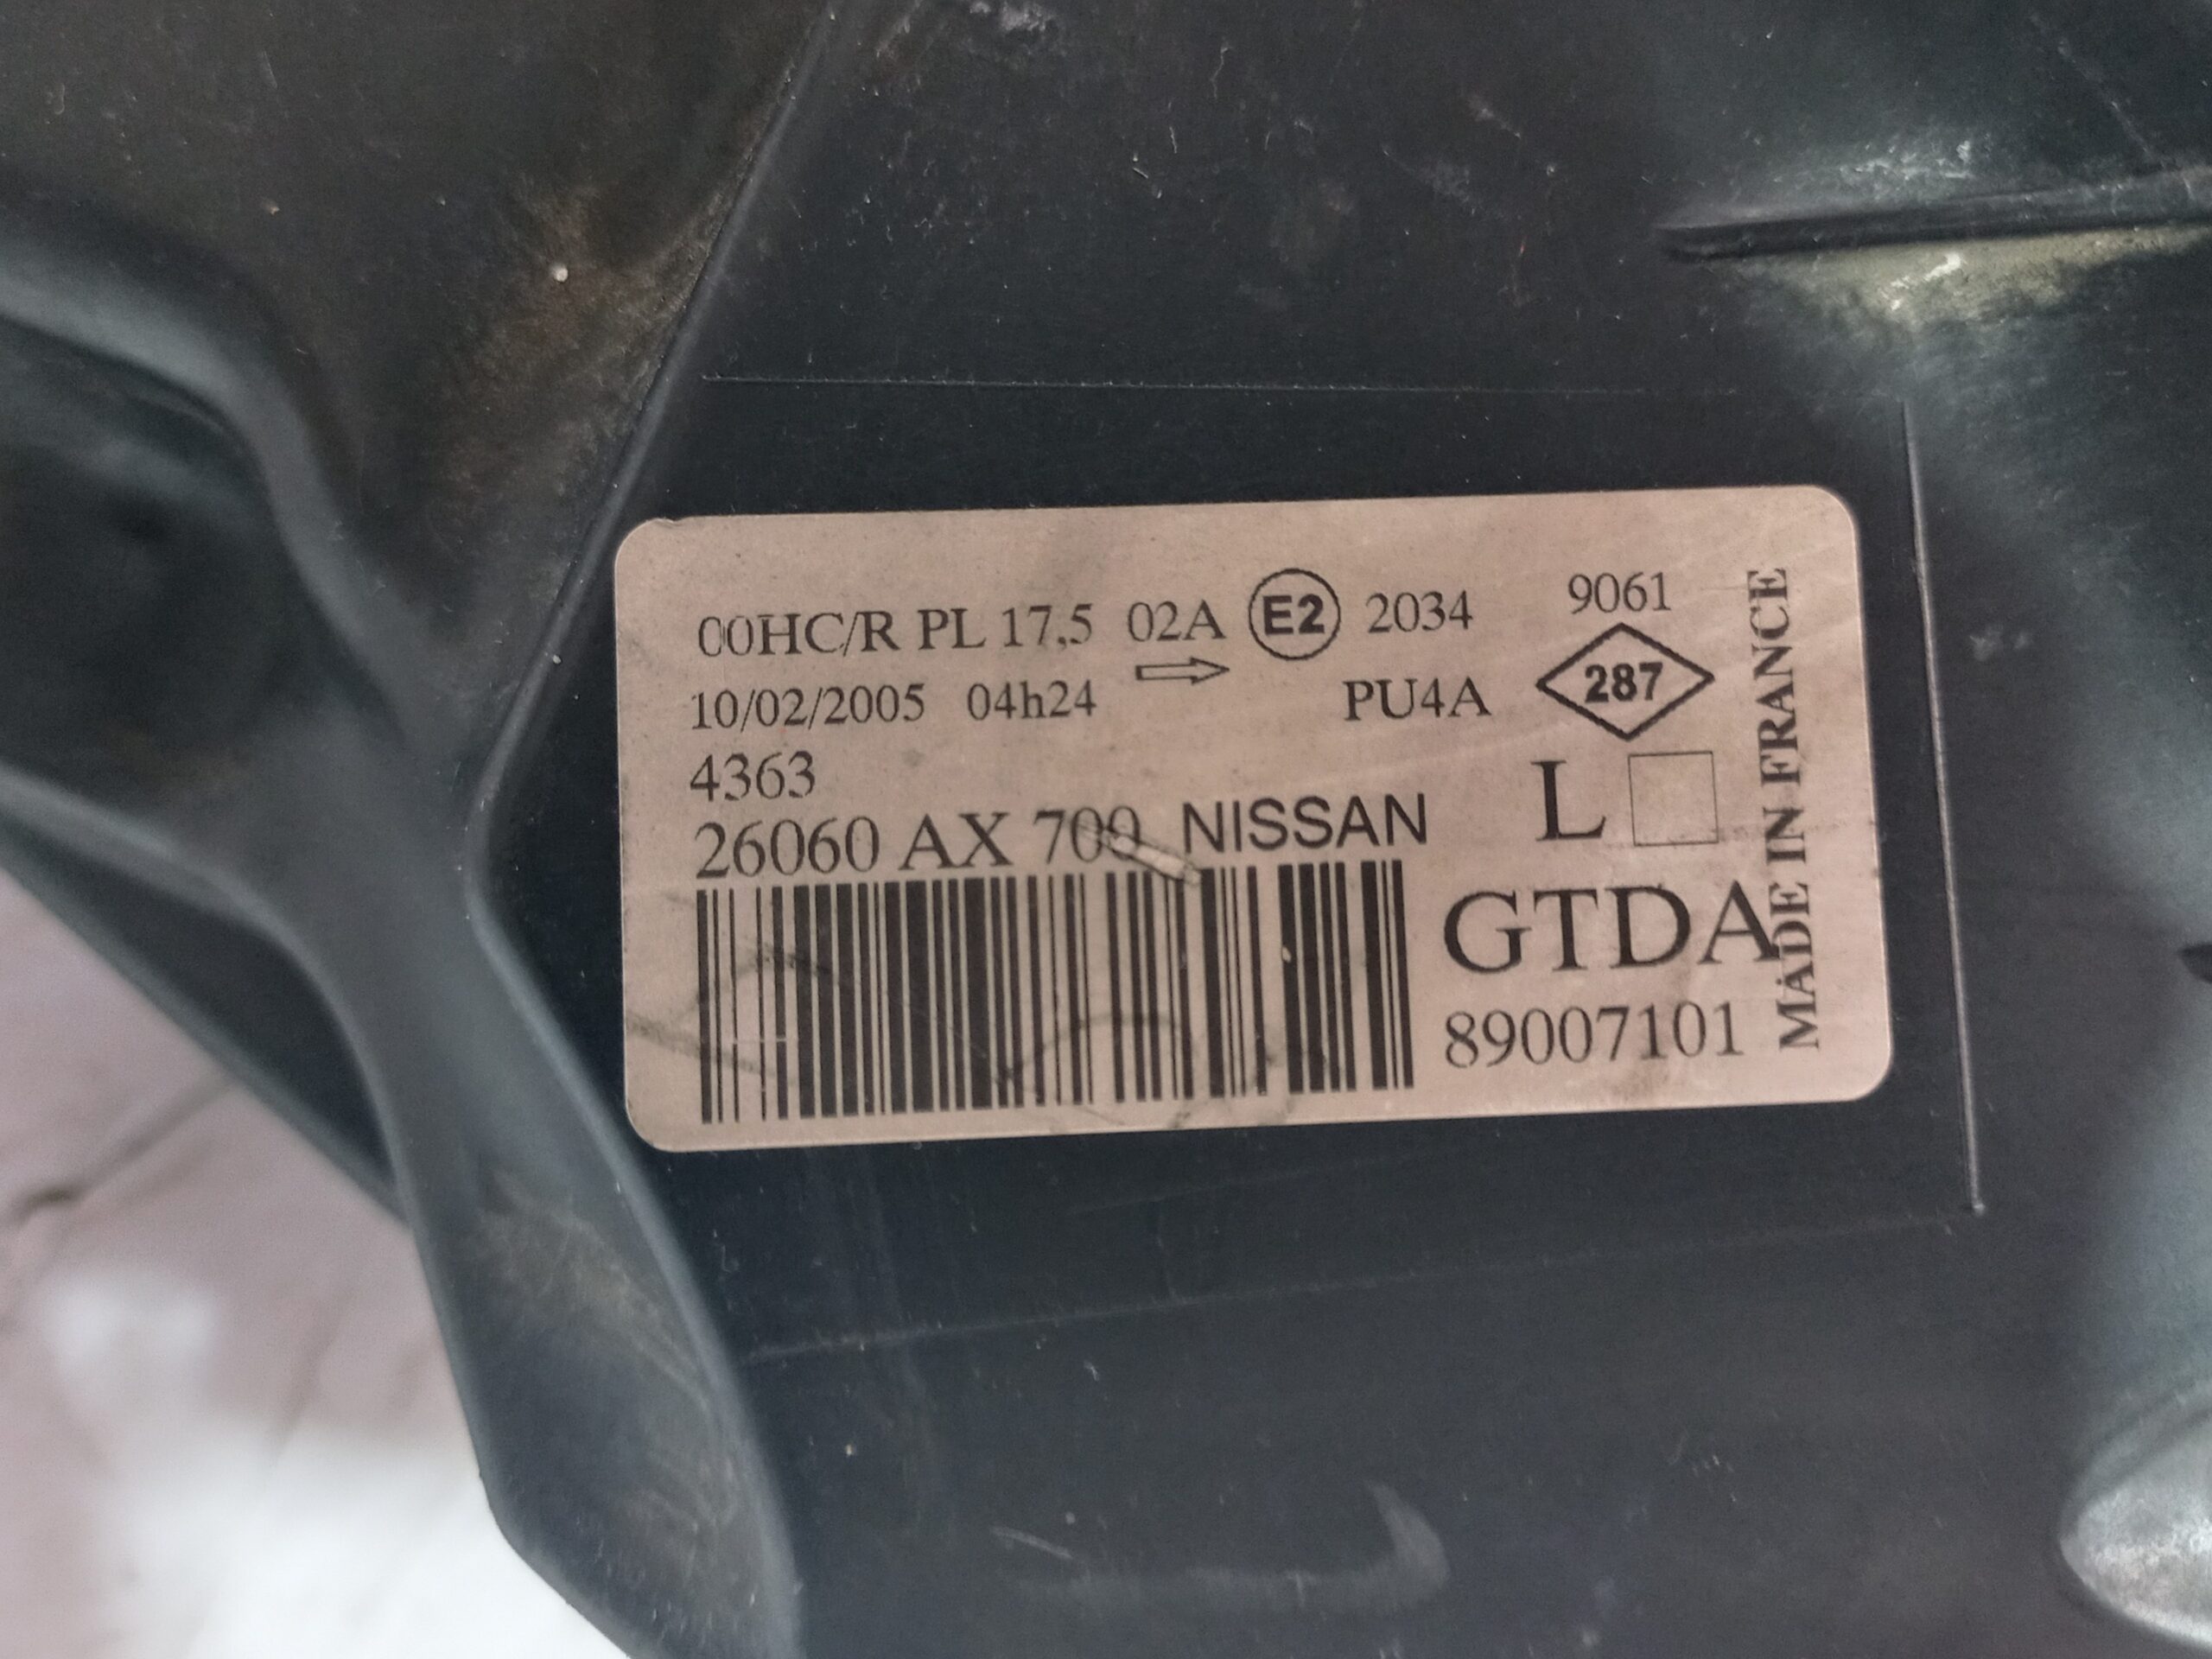 00HC/R PL 17.5 02A E2 2034 9061
10/02/2005 04h24 PU4A 287
4363
26060 AX 700 NISSAN L
GTDA
89007101
MADE IN FRANCE